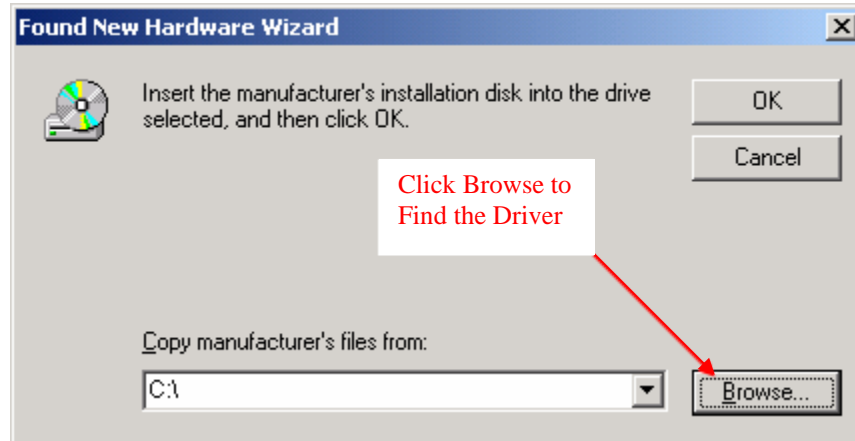 Found New Hardware Wizard
Insert the manufacturer's installation disk into the drive
selected, and then click OK.
OK
Cancel
Click Browse to
Find the Driver
Copy manufacturer's files from:
C:\
Browse...